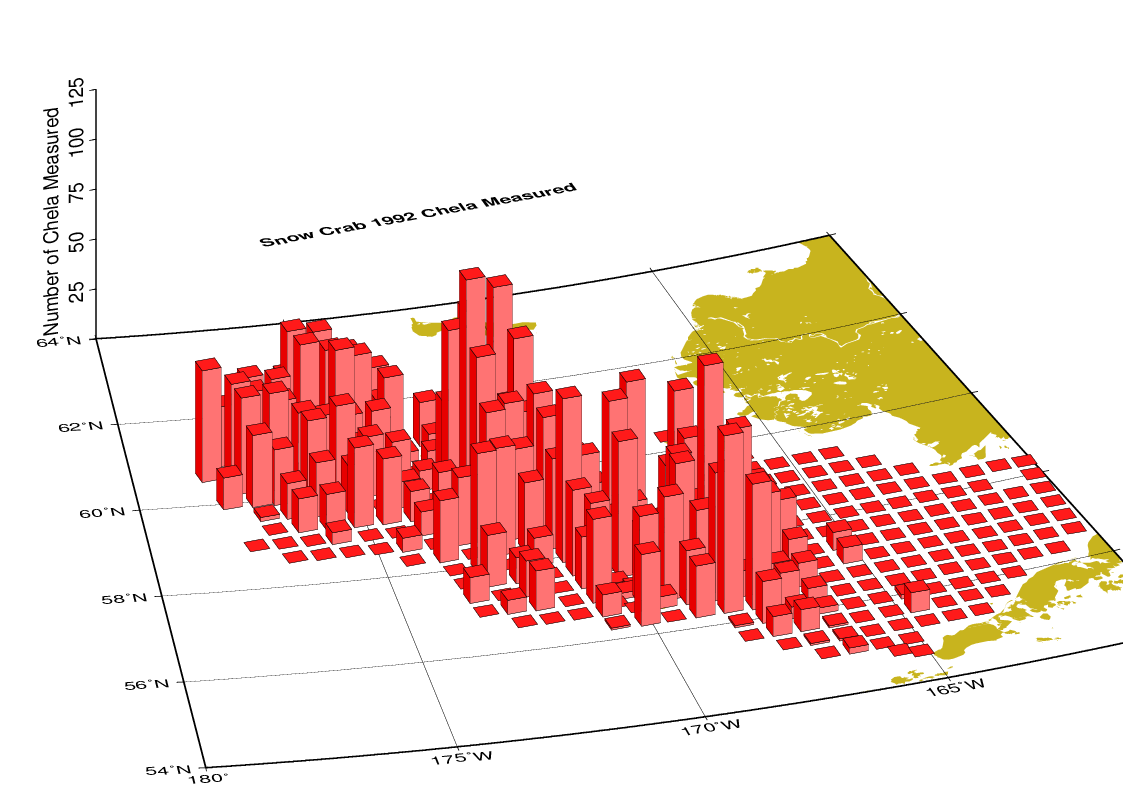 125
100
75
50
25
Number of Chela Measured
Snow Crab 1992 Chela Measured
64°N
62°N
60°N
58°N
56°N
54°N
180°
175°W
170°W
165°W